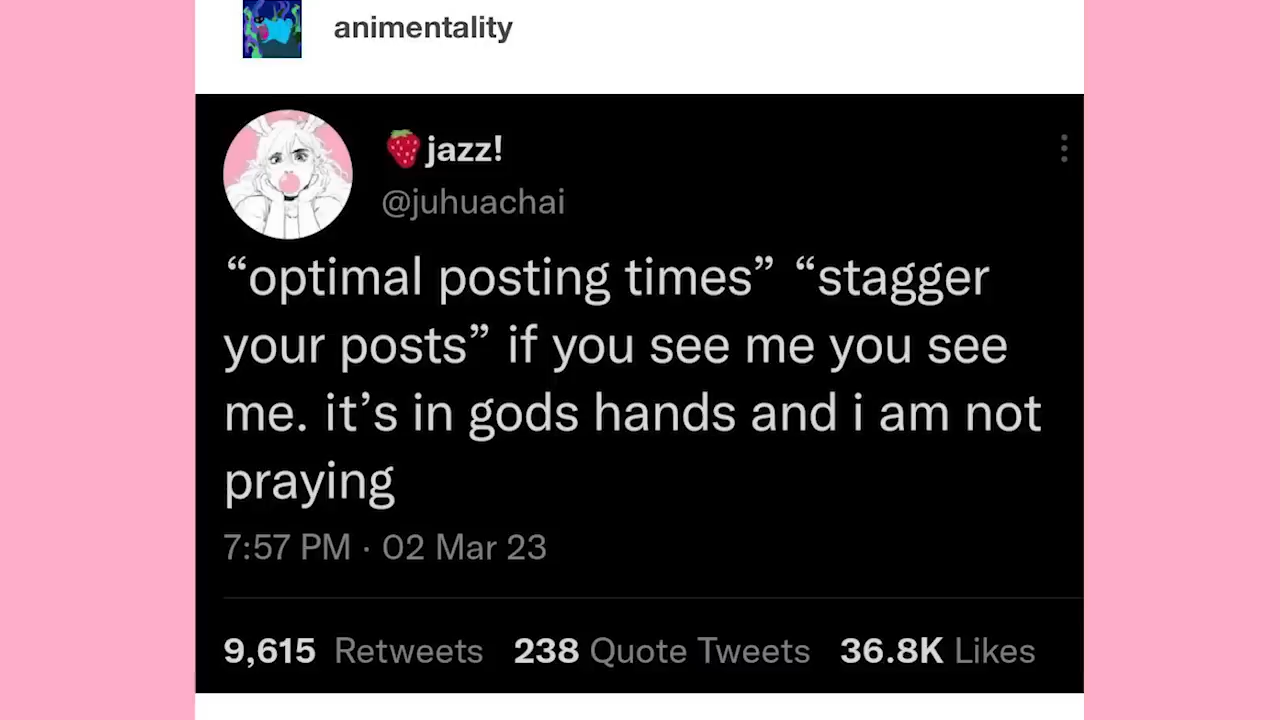 animentality
🍓jazz!
@juhuachai
“optimal posting times” “stagger
your posts” if you see me you see
me. it’s in gods hands and i am not
praying
7:57 PM · 02 Mar 23
9,615 Retweets 238 Quote Tweets 36.8K Likes